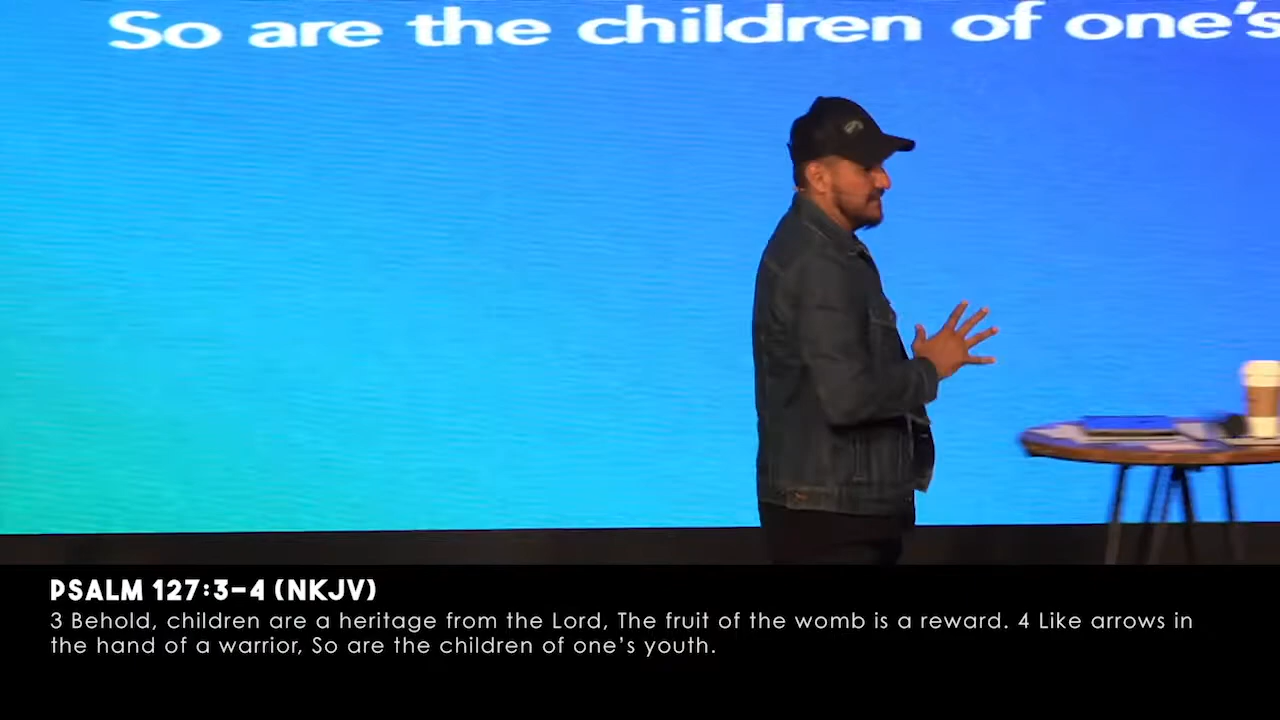 So are the children of one's
PSALM 127:3-4 (NKJV)
3 Behold, children are a heritage from the Lord, The fruit of the womb is a reward. 4 Like arrows in
the hand of a warrior, So are the children of one's youth.